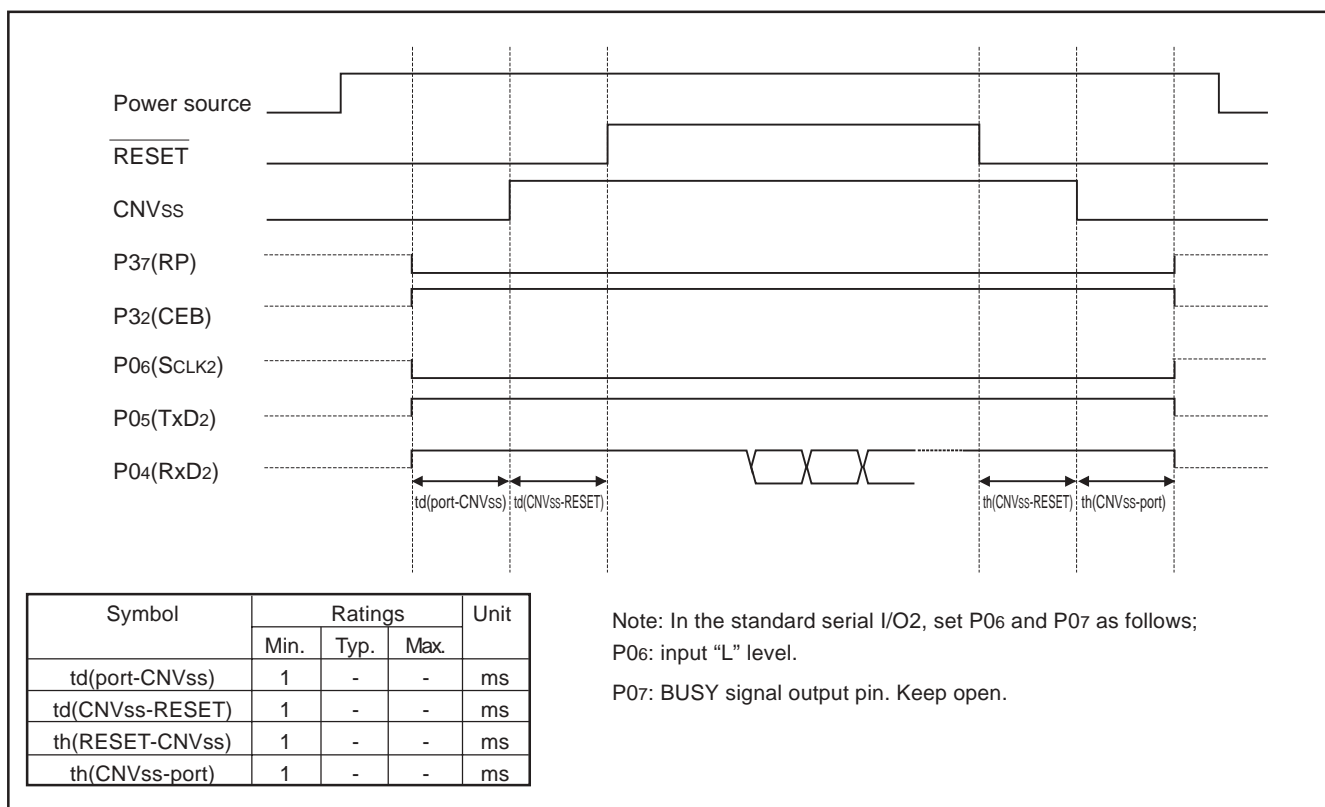 Power source
RESET
CNVss
P37(RP)
P32(CEB)
P06(SCLK2)
P05(TxD2)
P04(RxD2)
td(port-CNVss) td(CNVss-RESET) th(CNVss-RESET) th(CNVss-port)
Symbol Ratings Unit
Min. Typ. Max.
td(port-CNVss) 1 - - ms
td(CNVss-RESET) 1 - - ms
th(RESET-CNVss) 1 - - ms
th(CNVss-port) 1 - - ms
Note: In the standard serial I/O2, set P06 and P07 as follows;
P06: input “L” level.
P07: BUSY signal output pin. Keep open.